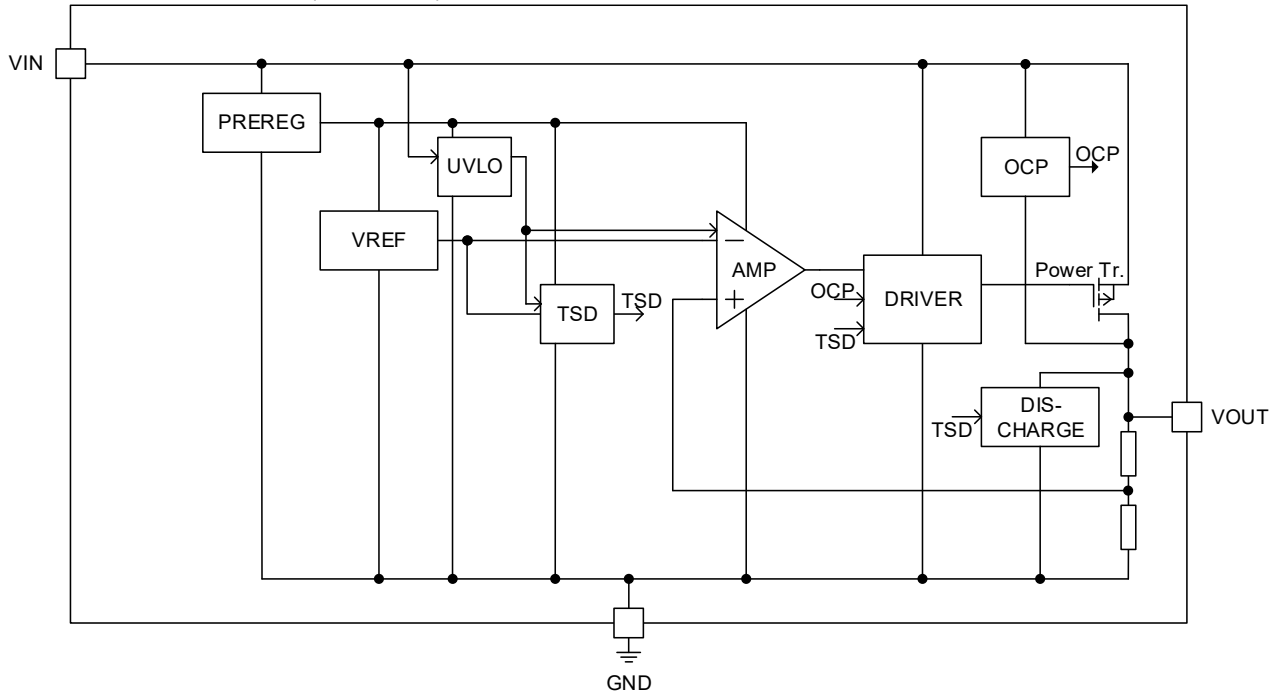 VIN
PREREG
UVLO
OCP
OCP
VREF
AMP
Power Tr.
TSD
TSD
OCP
DRIVER
TSD
DIS-
CHARGE
TSD
VOUT
GND